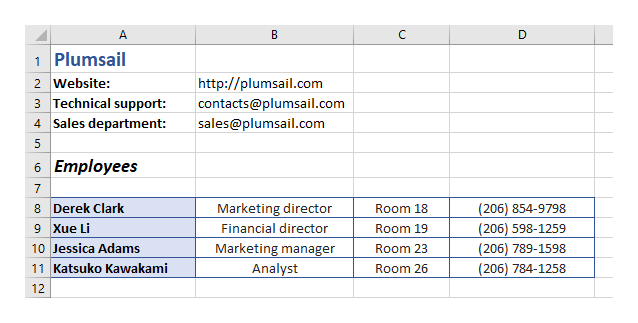 A B C D
1 Plumsail
2 Website: http://plumsail.com
3 Technical support: contacts@plumsail.com
4 Sales department: sales@plumsail.com
5
6 Employees
7
8 Derek Clark Marketing director Room 18 (206) 854-9798
9 Xue Li Financial director Room 19 (206) 598-1259
10 Jessica Adams Marketing manager Room 23 (206) 789-1598
11 Katsuko Kawakami Analyst Room 26 (206) 784-1258
12